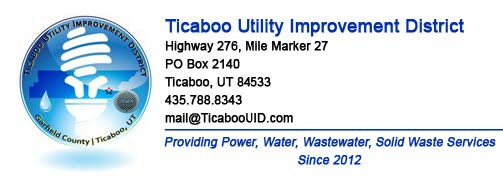 TICABOO UTILITY IMPROVEMENT DISTRICT
Garfield County | Ticaboo, UT
Ticaboo Utility Improvement District
Highway 276, Mile Marker 27
PO Box 2140
Ticaboo, UT 84533
435.788.8343
mail@TicabooUID.com
Providing Power, Water, Wastewater, Solid Waste Services
Since 2012